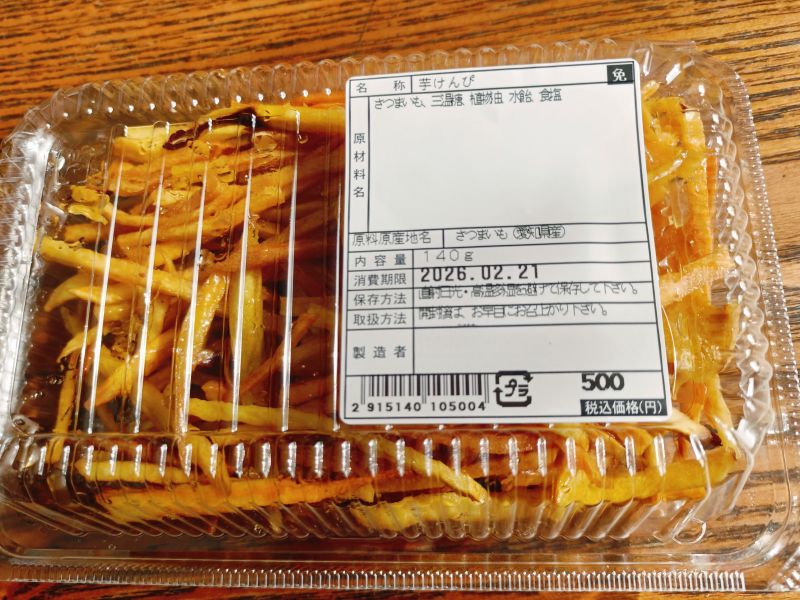 名称 芋けんぴ 免
原材料名 さつまいも、三温糖、植物油、水飴、食塩
原料原産地名 さつまいも(愛知県産)
内容量 140g
消費期限 2026.02.21
保存方法 直射日光・高温多湿を避けて保存して下さい。
取扱方法 開封後は、お早目にお召上がり下さい。
製造者
2 915140 105004 プラ 500
税込価格(円)